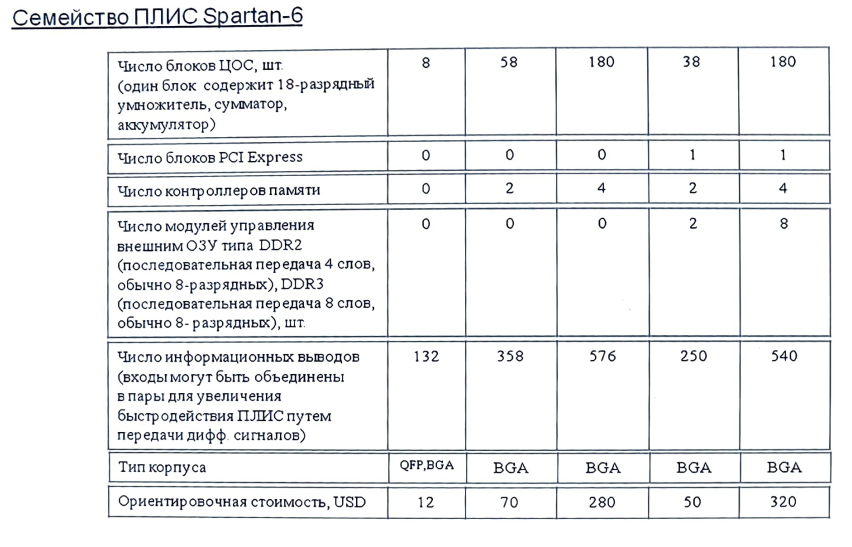 Семейство ПЛИС Spartan-6
Число блоков ЦОС, шт. 8 58 180 38 180
(один блок содержит 18-разрядный
умножитель, сумматор,
аккумулятор)
Число блоков PCI Express 0 0 0 1 1
Число контроллеров памяти 0 2 4 2 4
Число модулей управления 0 0 0 2 8
внешним ОЗУ типа DDR2
(последовательная передача 4 слов,
обычно 8-разрядных), DDR3
(последовательная передача 8 слов,
обычно 8- разрядных), шт.
Число информационных выводов 132 358 576 250 540
(входы могут быть объединены
в пары для увеличения
быстродействия ПЛИС путем
передачи дифф. сигналов)
Тип корпуса QFP,BGA BGA BGA BGA BGA
Ориентировочная стоимость, USD 12 70 280 50 320